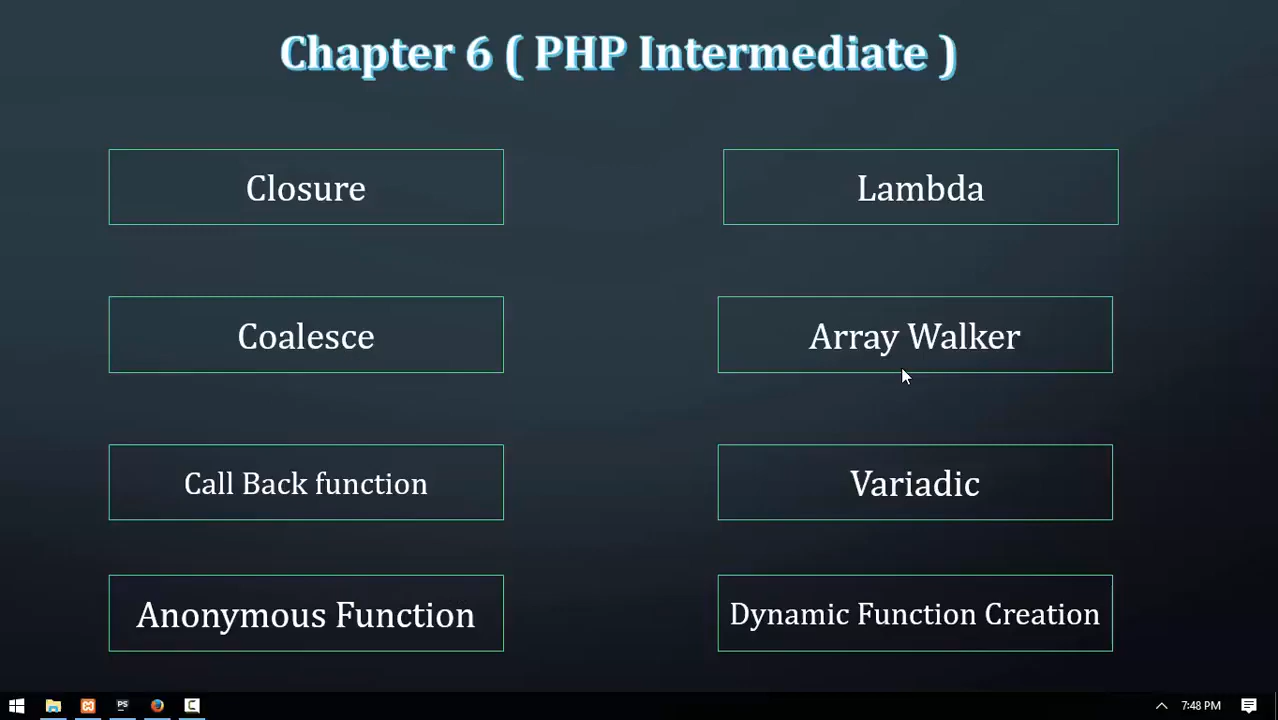 Chapter 6 ( PHP Intermediate )
Closure
Lambda
Coalesce
Array Walker
Call Back function
Variadic
Anonymous Function
Dynamic Function Creation
PS
C
7:48 PM